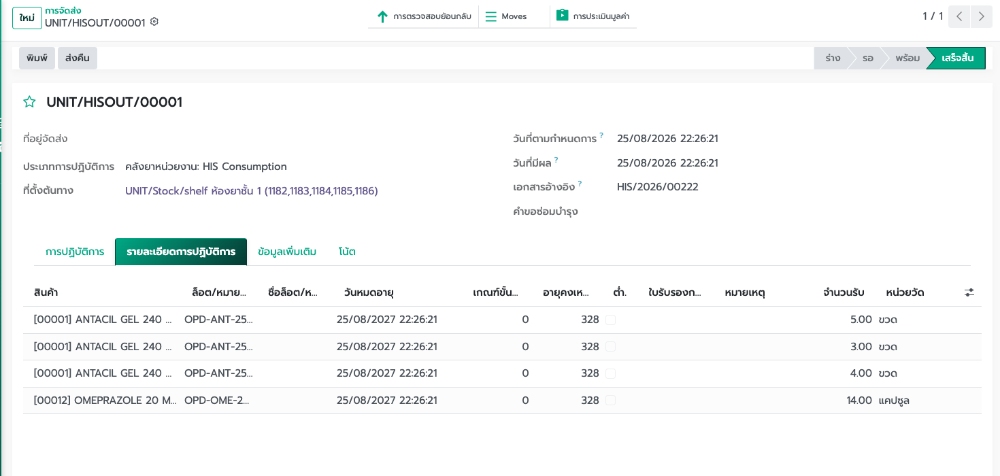 ใหม่
การจัดส่ง
UNIT/HISOUT/00001
การตรวจสอบย้อนกลับ
Moves
การประเมินมูลค่า
1 / 1
พิมพ์ ส่งคืน
ร่าง รอ พร้อม เสร็จสิ้น
UNIT/HISOUT/00001
ที่อยู่จัดส่ง
วันที่ตามกำหนดการ ? 25/08/2026 22:26:21
ประเภทการปฏิบัติการ คลังยาหน่วยงาน: HIS Consumption
วันที่มีผล ? 25/08/2026 22:26:21
ที่ตั้งต้นทาง UNIT/Stock/shelf ห้องยาชั้น 1 (1182,1183,1184,1185,1186)
เอกสารอ้างอิง ? HIS/2026/00222
คำขอซ่อมบำรุง
การปฏิบัติการ รายละเอียดการปฏิบัติการ ข้อมูลเพิ่มเติม โน้ต
สินค้า ล็อต/หมาย... ชื่อล็อต/ห... วันหมดอายุ เกณฑ์ขั้น... อายุคงเห... ต่ำ. ใบรับรองก... หมายเหตุ จำนวนรับ หน่วยวัด
[00001] ANTACIL GEL 240 ... OPD-ANT-25... 25/08/2027 22:26:21 0 328 5.00 ขวด
[00001] ANTACIL GEL 240 ... OPD-ANT-25... 25/08/2027 22:26:21 0 328 3.00 ขวด
[00001] ANTACIL GEL 240 ... OPD-ANT-25... 25/08/2027 22:26:21 0 328 4.00 ขวด
[00012] OMEPRAZOLE 20 M... OPD-OME-2... 25/08/2027 22:26:21 0 328 14.00 แคปซูล